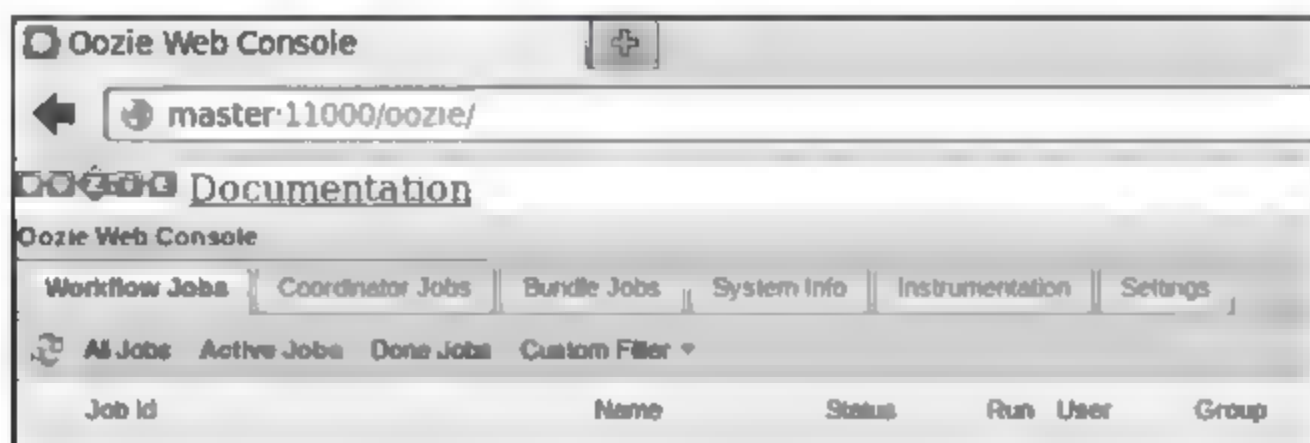 Oozie Web Console
master:11000/oozie/
OOZIE Documentation
Oozie Web Console
Workflow Jobs Coordinator Jobs Bundle Jobs System Info Instrumentation Settings
All Jobs Active Jobs Done Jobs Custom Filter
Job Id Name Status Run User Group